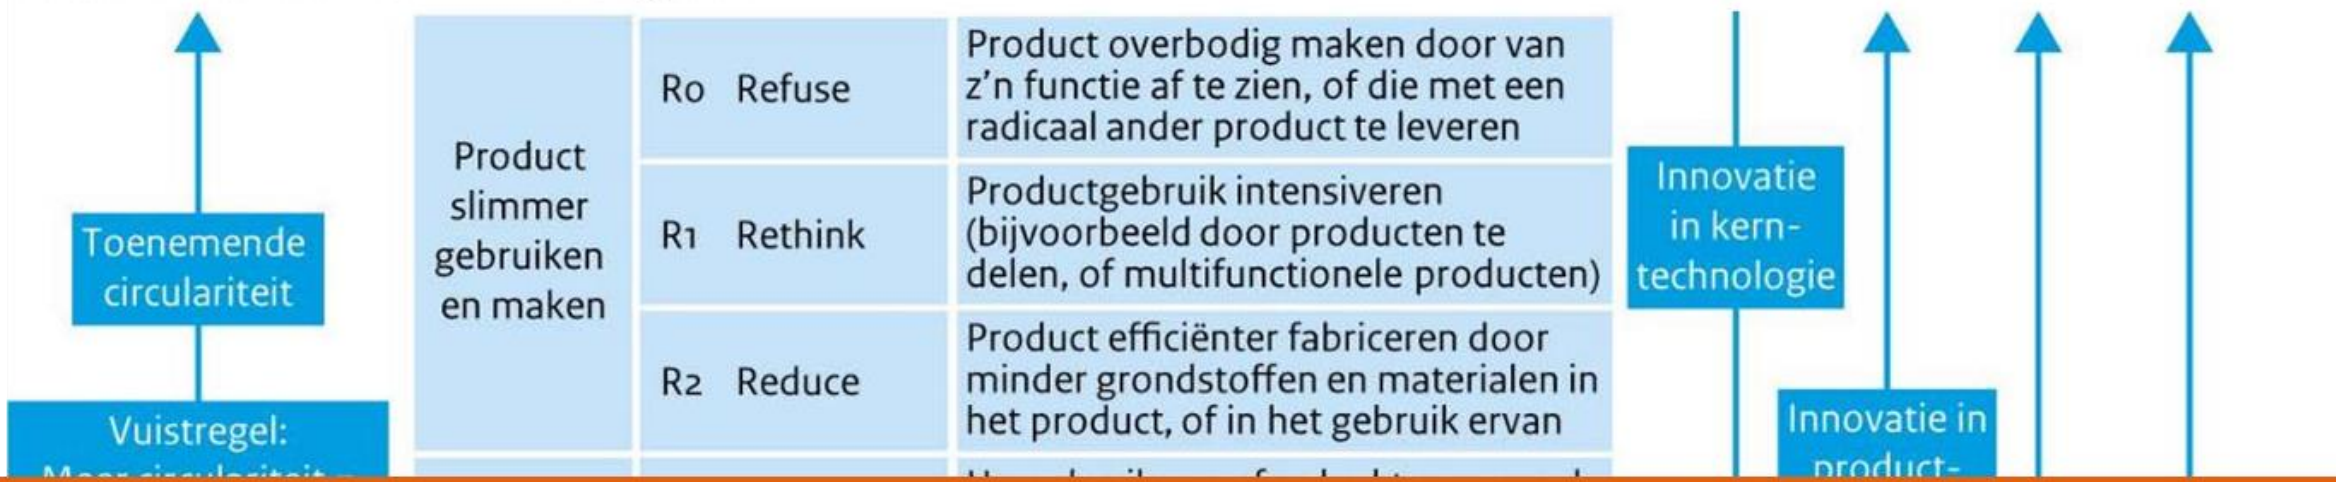 Toenemende
circulariteit
Vuistregel:
Product
slimmer
gebruiken
en maken
R0 Refuse
Product overbodig maken door van
z'n functie af te zien, of die met een
radicaal ander product te leveren
R1 Rethink
Productgebruik intensiveren
(bijvoorbeeld door producten te
delen, of multifunctionele producten)
R2 Reduce
Product efficiënter fabriceren door
minder grondstoffen en materialen in
het product, of in het gebruik ervan
Innovatie
in kern-
technologie
Innovatie in
product-